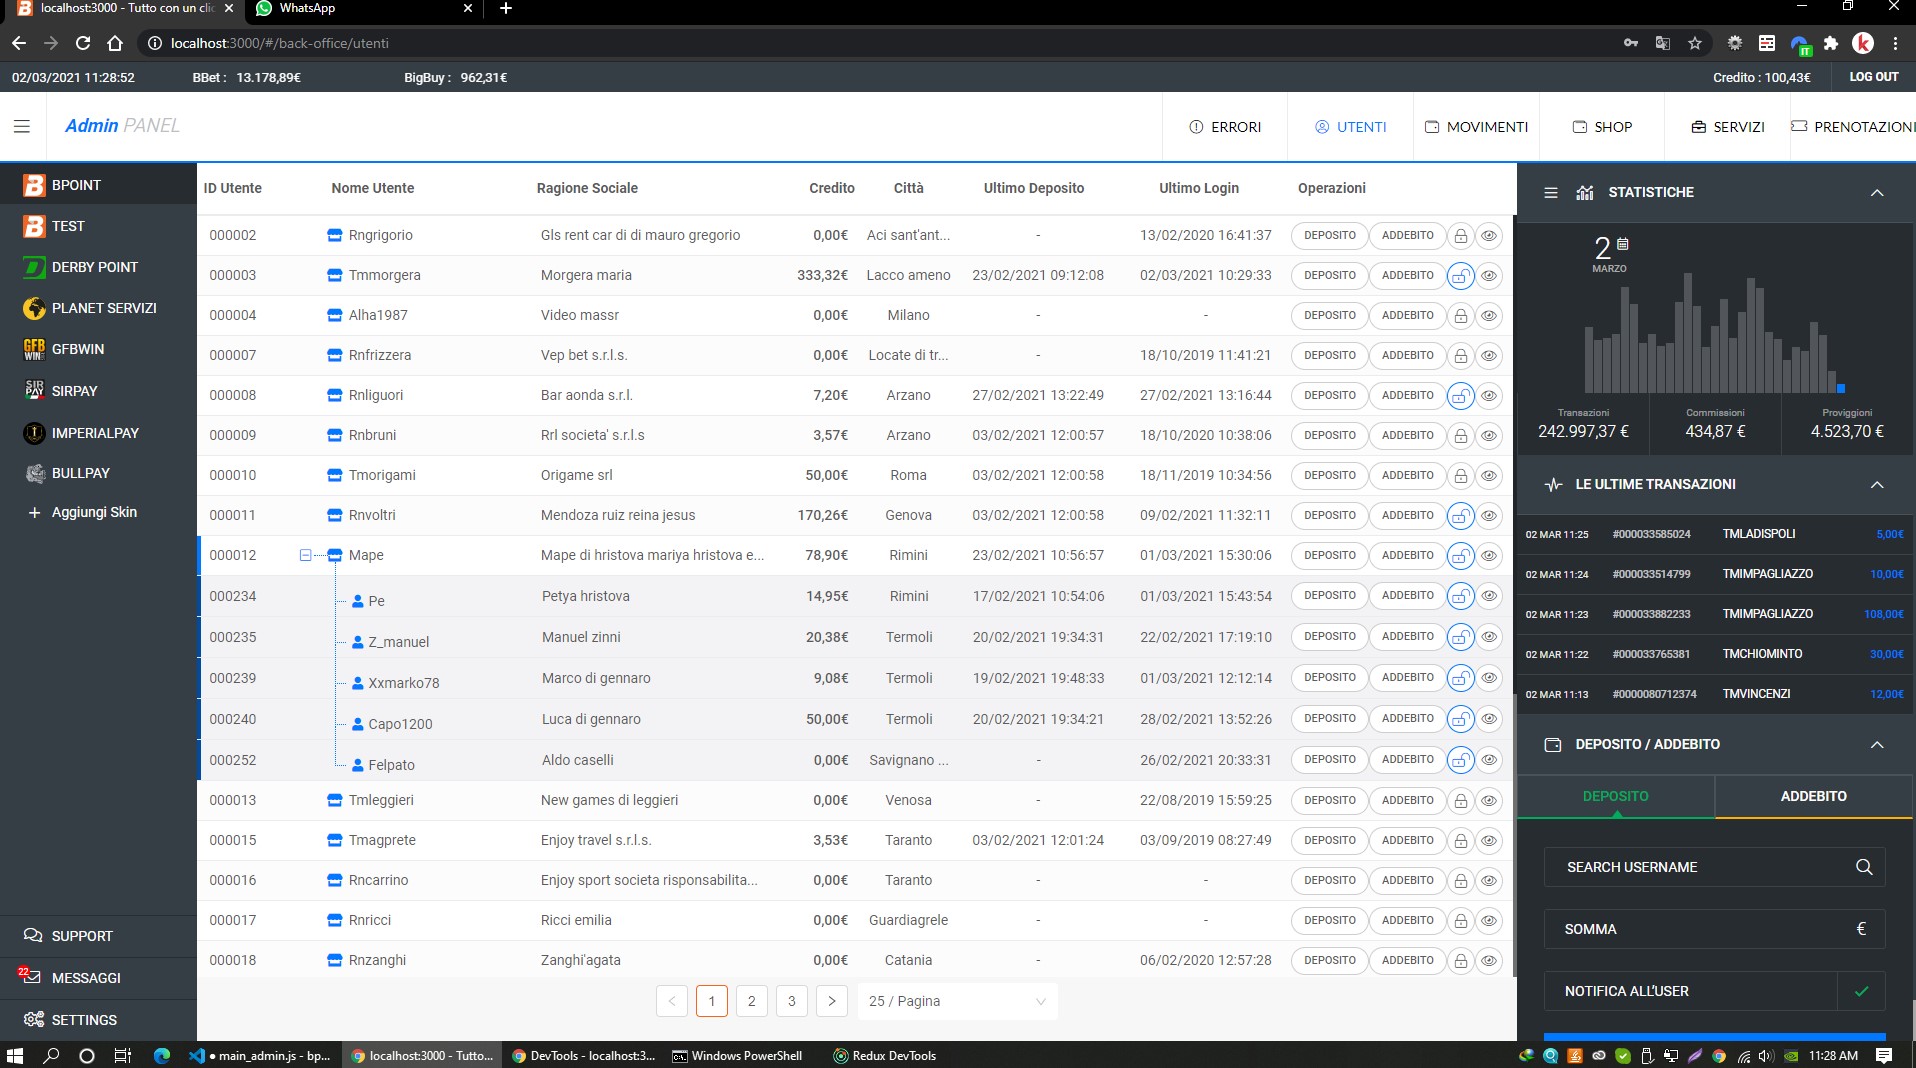 localhost:3000 - Tutto con un clic
WhatsApp
localhost:3000/#/back-office/utenti
02/03/2021 11:28:52 BBet : 13.178,89€ BigBuy : 962,31€ Credito : 100,43€ LOG OUT
Admin PANEL
ERRORI UTENTI MOVIMENTI SHOP SERVIZI PRENOTAZIONI
BPOINT
TEST
DERBY POINT
PLANET SERVIZI
GFBWIN
SIRPAY
IMPERIALPAY
BULLPAY
+ Aggiungi Skin
SUPPORT
22 MESSAGGI
SETTINGS
ID Utente Nome Utente Ragione Sociale Credito Città Ultimo Deposito Ultimo Login Operazioni
000002 Rngrigorio Gls rent car di di mauro gregorio 0,00€ Aci sant'ant... - 13/02/2020 16:41:37 DEPOSITO ADDEBITO
000003 Tmmorgera Morgera maria 333,32€ Lacco ameno 23/02/2021 09:12:08 02/03/2021 10:29:33 DEPOSITO ADDEBITO
000004 Alha1987 Video massr 0,00€ Milano - - DEPOSITO ADDEBITO
000007 Rnfrizzera Vep bet s.r.l.s. 0,00€ Locate di tr... - 18/10/2019 11:41:21 DEPOSITO ADDEBITO
000008 Rnliguori Bar aonda s.r.l. 7,20€ Arzano 27/02/2021 13:22:49 27/02/2021 13:16:44 DEPOSITO ADDEBITO
000009 Rnbruni Rrl societa' s.r.l.s 3,57€ Arzano 03/02/2021 12:00:57 18/10/2020 10:38:06 DEPOSITO ADDEBITO
000010 Tmorigami Origame srl 50,00€ Roma 03/02/2021 12:00:58 18/11/2019 10:34:56 DEPOSITO ADDEBITO
000011 Rnvoltri Mendoza ruiz reina jesus 170,26€ Genova 03/02/2021 12:00:58 09/02/2021 11:32:11 DEPOSITO ADDEBITO
000012 Mape Mape di hristova mariya hristova e... 78,90€ Rimini 23/02/2021 10:56:57 01/03/2021 15:30:06 DEPOSITO ADDEBITO
000234 Pe Petya hristova 14,95€ Rimini 17/02/2021 10:54:06 01/03/2021 15:43:54 DEPOSITO ADDEBITO
000235 Z_manuel Manuel zinni 20,38€ Termoli 20/02/2021 19:34:31 22/02/2021 17:19:10 DEPOSITO ADDEBITO
000239 Xxmarko78 Marco di gennaro 9,08€ Termoli 19/02/2021 19:48:33 01/03/2021 12:12:14 DEPOSITO ADDEBITO
000240 Capo1200 Luca di gennaro 50,00€ Termoli 20/02/2021 19:34:21 28/02/2021 13:52:26 DEPOSITO ADDEBITO
000252 Felpato Aldo caselli 0,00€ Savignano ... - 26/02/2021 20:33:31 DEPOSITO ADDEBITO
000013 Tmleggieri New games di leggieri 0,00€ Venosa - 22/08/2019 15:59:25 DEPOSITO ADDEBITO
000015 Tmagprete Enjoy travel s.r.l.s. 3,53€ Taranto 03/02/2021 12:01:24 03/09/2019 08:27:49 DEPOSITO ADDEBITO
000016 Rncarrino Enjoy sport societa risponsabilita... 0,00€ Taranto - - DEPOSITO ADDEBITO
000017 Rnricci Ricci emilia 0,00€ Guardiagrele - - DEPOSITO ADDEBITO
000018 Rnzanghi Zanghi'agata 0,00€ Catania - 06/02/2020 12:57:28 DEPOSITO ADDEBITO
< 1 2 3 > 25 / Pagina
STATISTICHE
2
MARZO
Transazioni Commissioni Proviggioni
242.997,37 € 434,87 € 4.523,70 €
LE ULTIME TRANSAZIONI
02 MAR 11:25 #000033585024 TMLADISPOLI 5,00€
02 MAR 11:24 #000033514799 TMIMPAGLIAZZO 10,00€
02 MAR 11:23 #000033882233 TMIMPAGLIAZZO 108,00€
02 MAR 11:22 #000033765381 TMCHIOMINTO 30,00€
02 MAR 11:13 #0000080712374 TMVINCENZI 12,00€
DEPOSITO / ADDEBITO
DEPOSITO ADDEBITO
SEARCH USERNAME
SOMMA €
NOTIFICA ALL'USER
● main_admin.js - bp... localhost:3000 - Tutto... DevTools - localhost:3... Windows PowerShell Redux DevTools 11:28 AM